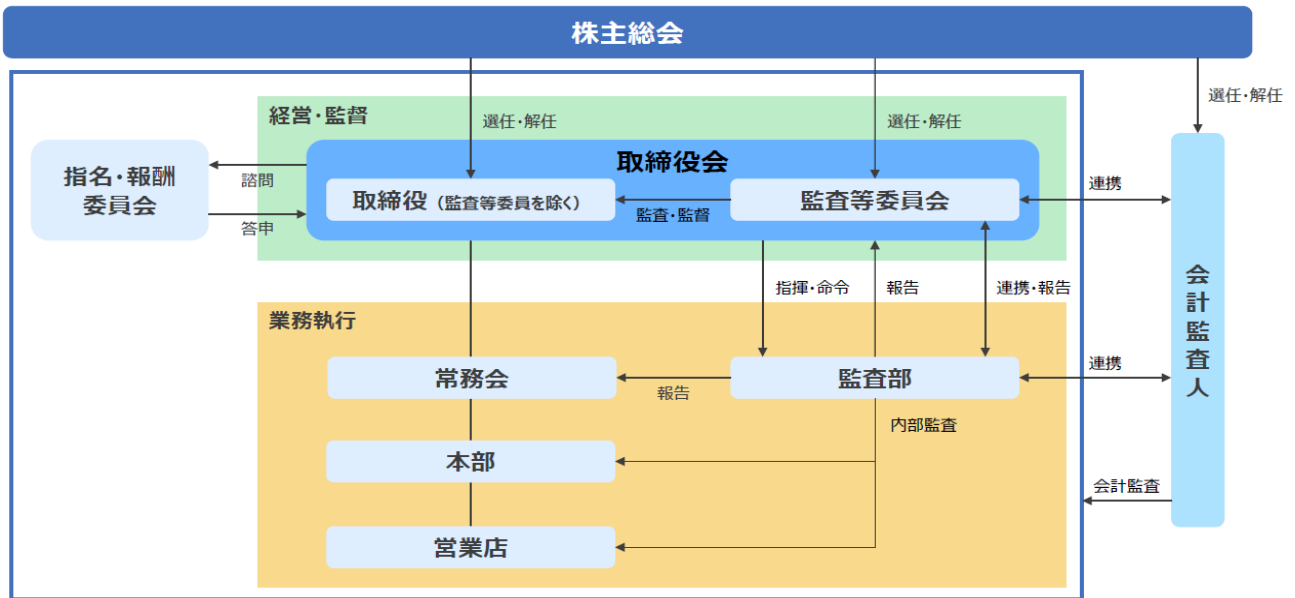 株主総会
選任・解任
経営・監督
選任・解任
選任・解任
取締役会
指名・報酬
委員会
諮問
答申
取締役（監査等委員を除く）
監査・監督
監査等委員会
連携
指揮・命令
報告
連携・報告
会計監査人
業務執行
常務会
報告
監査部
連携
内部監査
本部
会計監査
営業店